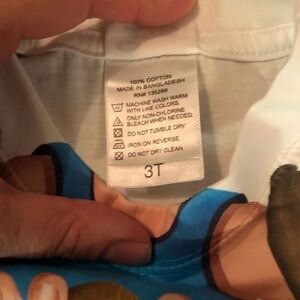 100% COTTON
MADE IN BANGLADESH
RN# 135289
MACHINE WASH WARM
WITH LIKE COLORS.
ONLY NON-CHLORINE
BLEACH WHEN NEEDED.
DO NOT TUMBLE DRY.
IRON ON REVERSE.
DO NOT DRY CLEAN.
3T